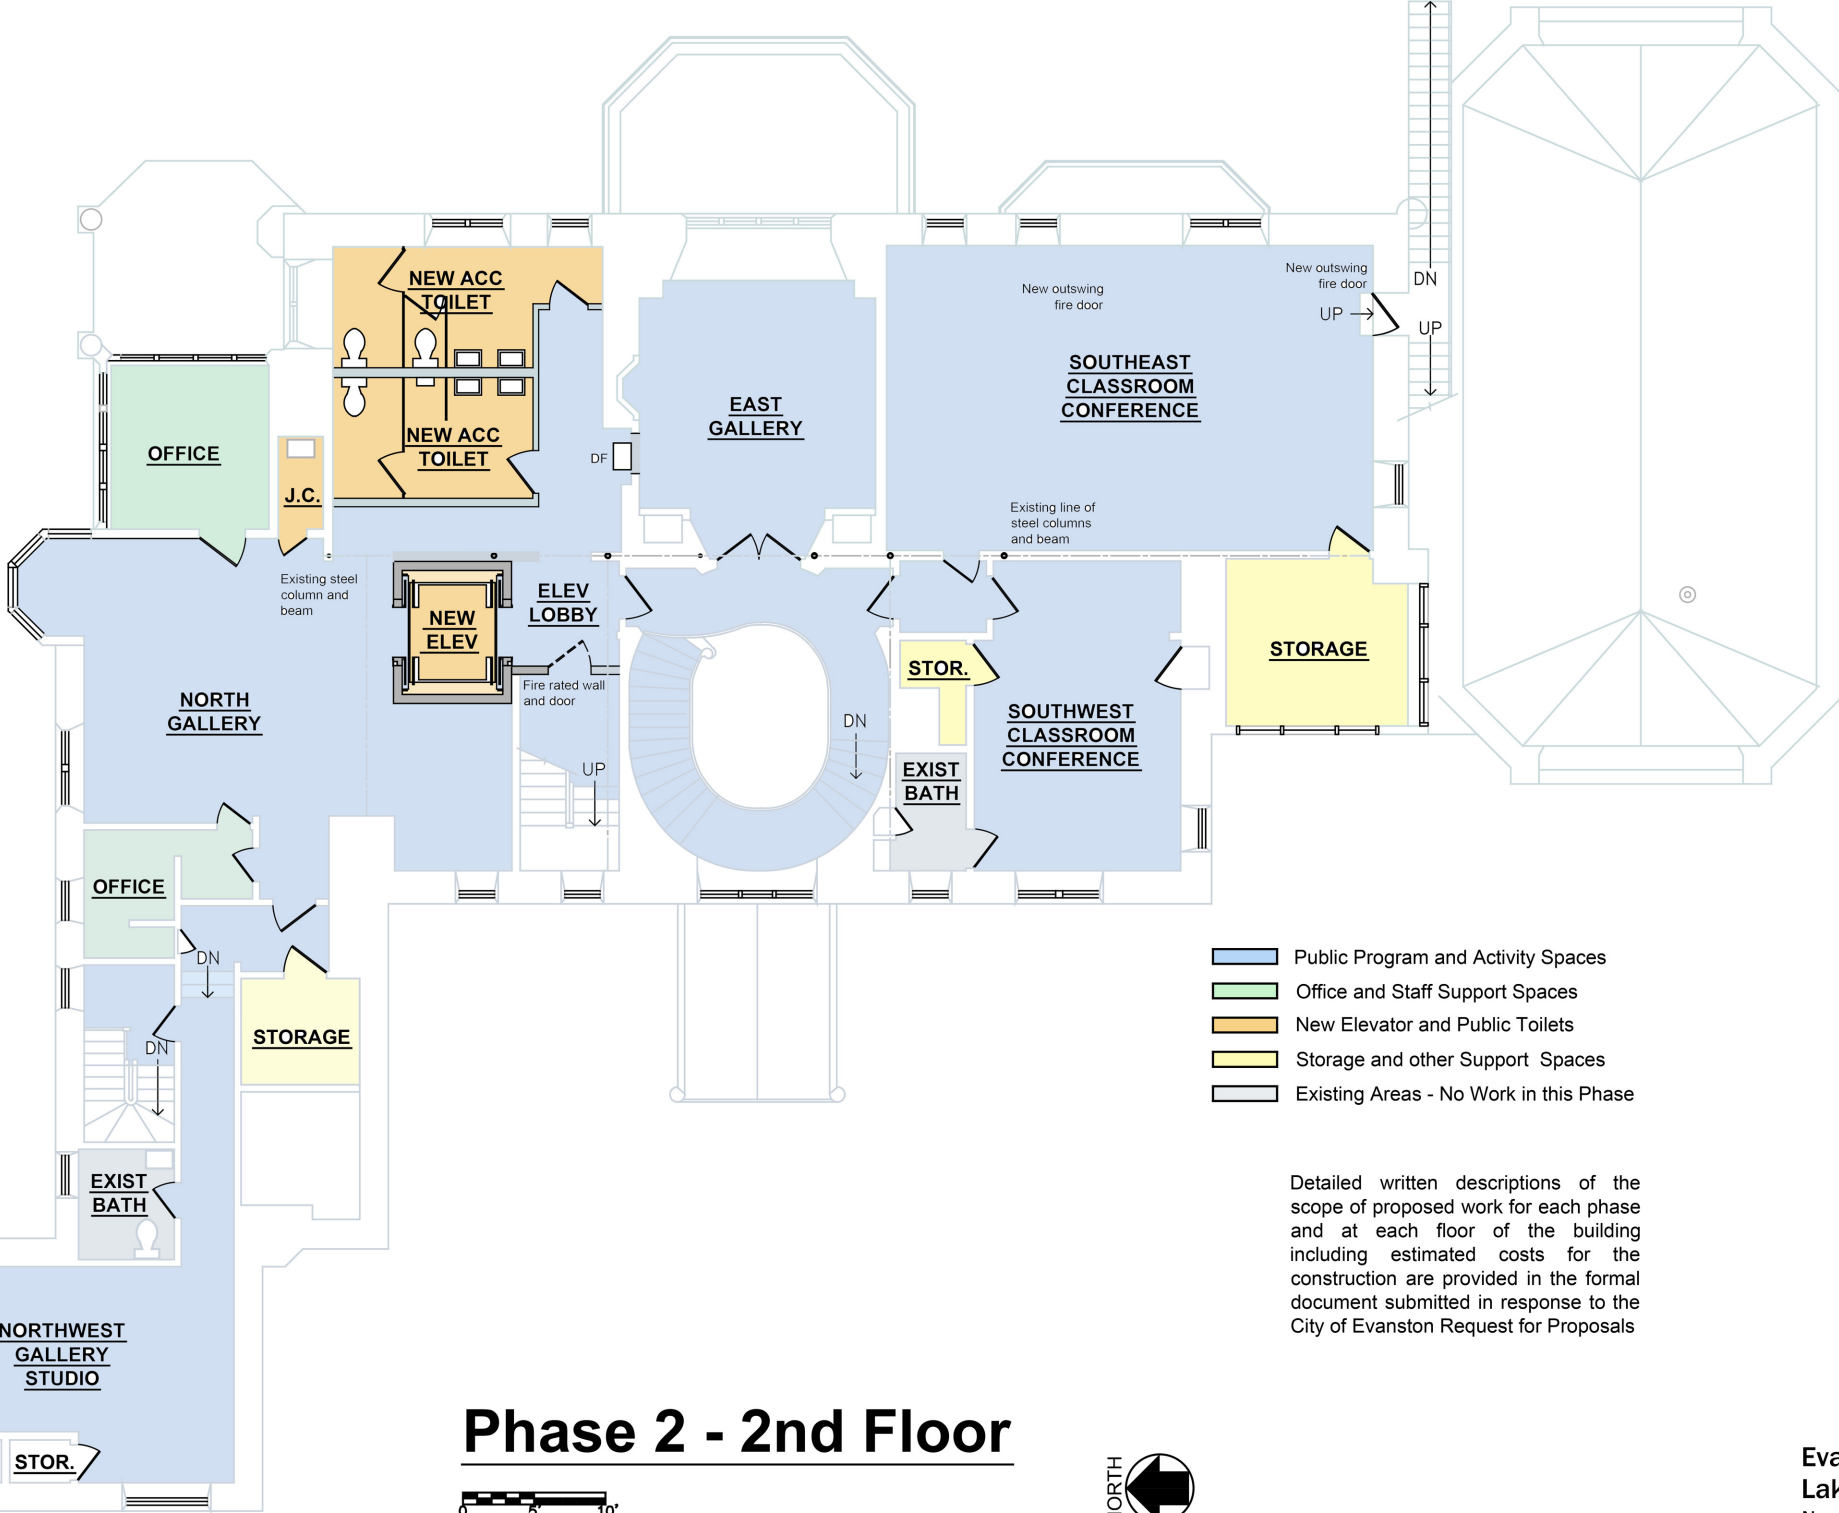 NEW ACC
TOILET
New outswing
fire door
New outswing
fire door
DN
UP
UP
SOUTHEAST
CLASSROOM
CONFERENCE
EAST
GALLERY
NEW ACC
TOILET
DF
OFFICE
J.C.
Existing line of
steel columns
and beam
Existing steel
column and
beam
ELEV
LOBBY
NEW
ELEV
Fire rated wall
and door
STORAGE
STOR.
NORTH
GALLERY
SOUTHWEST
CLASSROOM
CONFERENCE
DN
UP
EXIST
BATH
OFFICE
DN
STORAGE
DN
EXIST
BATH
NORTHWEST
GALLERY
STUDIO
STOR.
Public Program and Activity Spaces
Office and Staff Support Spaces
New Elevator and Public Toilets
Storage and other Support Spaces
Existing Areas - No Work in this Phase
Detailed written descriptions of the
scope of proposed work for each phase
and at each floor of the building
including estimated costs for the
construction are provided in the formal
document submitted in response to the
City of Evanston Request for Proposals
Phase 2 - 2nd Floor
0 5' 10'
NORTH
Eva
Lak